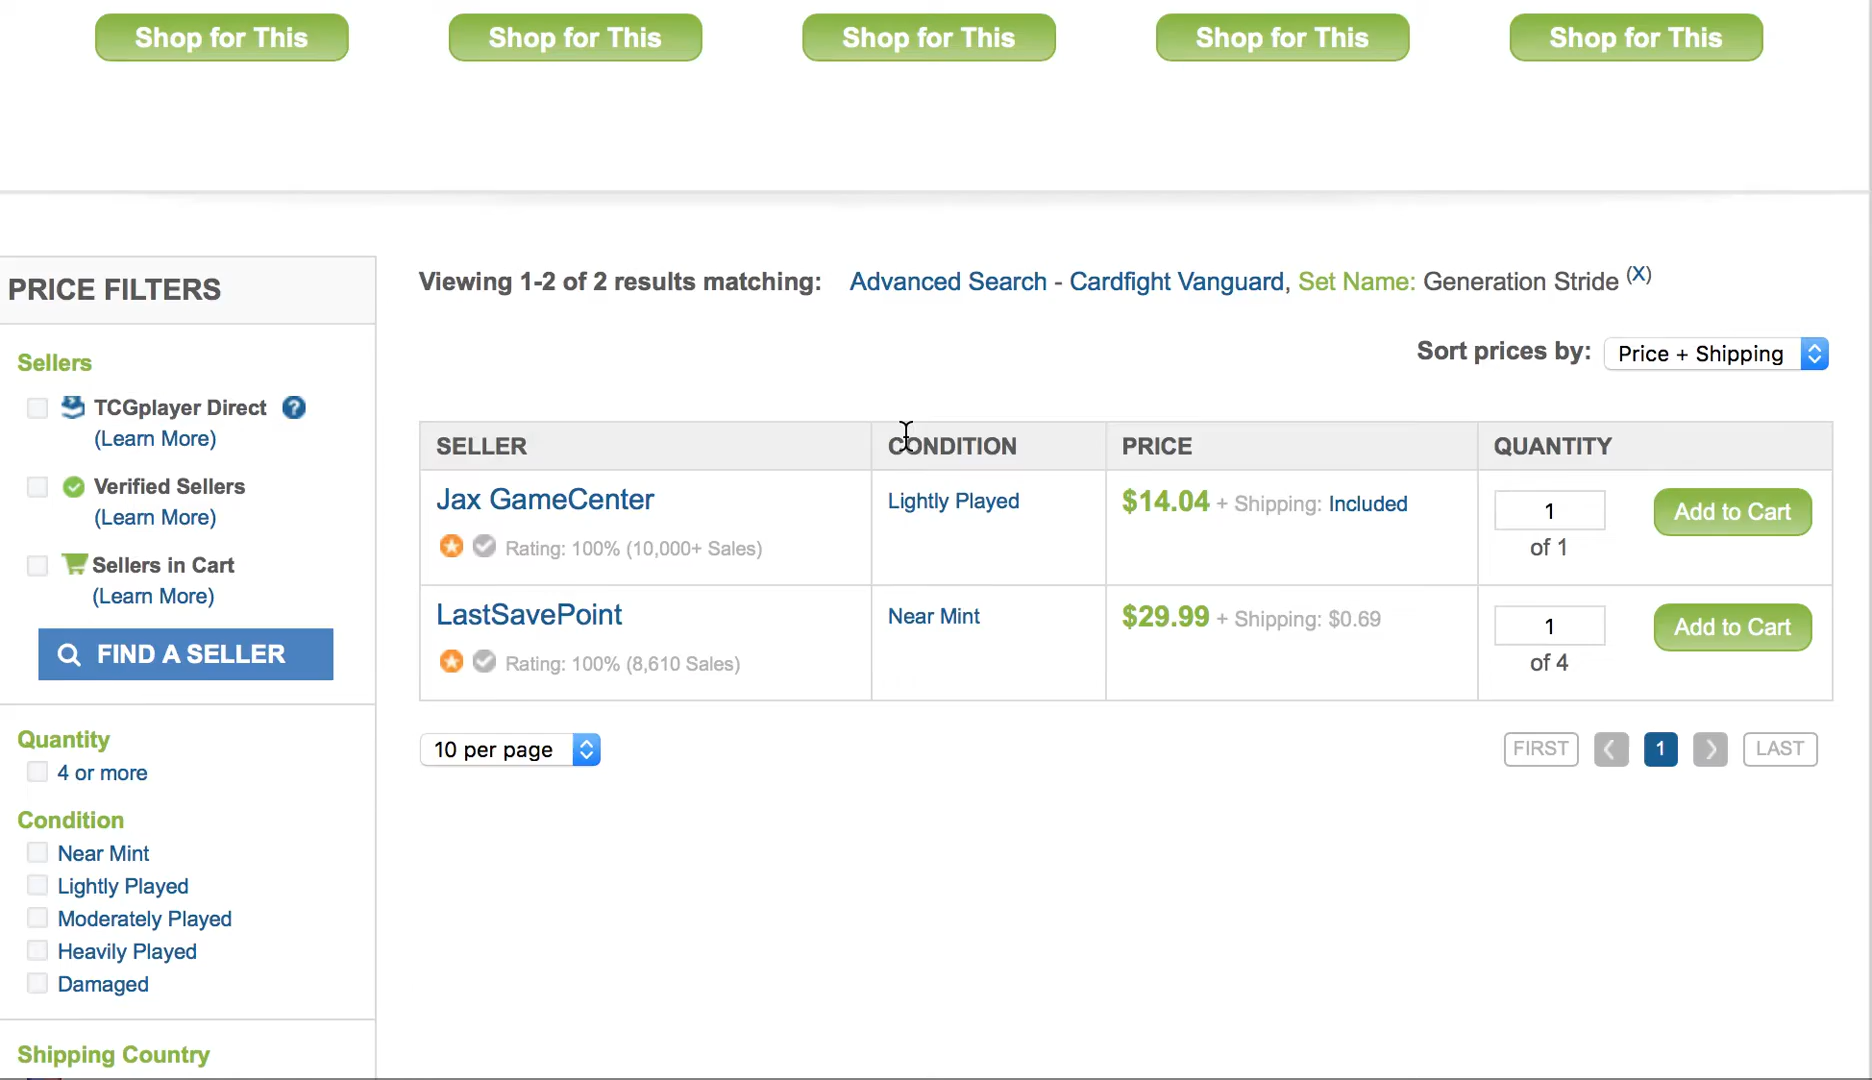 Shop for This Shop for This Shop for This Shop for This Shop for This
PRICE FILTERS
Sellers
TCGplayer Direct ?
(Learn More)
Verified Sellers
(Learn More)
Sellers in Cart
(Learn More)
FIND A SELLER
Quantity
4 or more
Condition
Near Mint
Lightly Played
Moderately Played
Heavily Played
Damaged
Shipping Country
Viewing 1-2 of 2 results matching: Advanced Search - Cardfight Vanguard, Set Name: Generation Stride (X)
Sort prices by: Price + Shipping
SELLER CONDITION PRICE QUANTITY
Jax GameCenter Lightly Played $14.04 + Shipping: Included 1 Add to Cart
Rating: 100% (10,000+ Sales) of 1
LastSavePoint Near Mint $29.99 + Shipping: $0.69 1 Add to Cart
Rating: 100% (8,610 Sales) of 4
10 per page FIRST 1 LAST